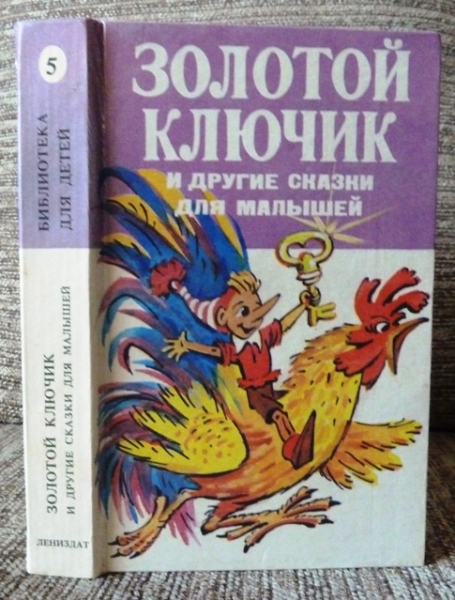 ЗОЛОТОЙ
КЛЮЧИК
И ДРУГИЕ СКАЗКИ
ДЛЯ МАЛЫШЕЙ
5
БИБЛИОТЕКА
ДЛЯ ДЕТЕЙ
ЗОЛОТОЙ КЛЮЧИК
И ДРУГИЕ СКАЗКИ ДЛЯ МАЛЫШЕЙ
ЛЕНИЗДАТ